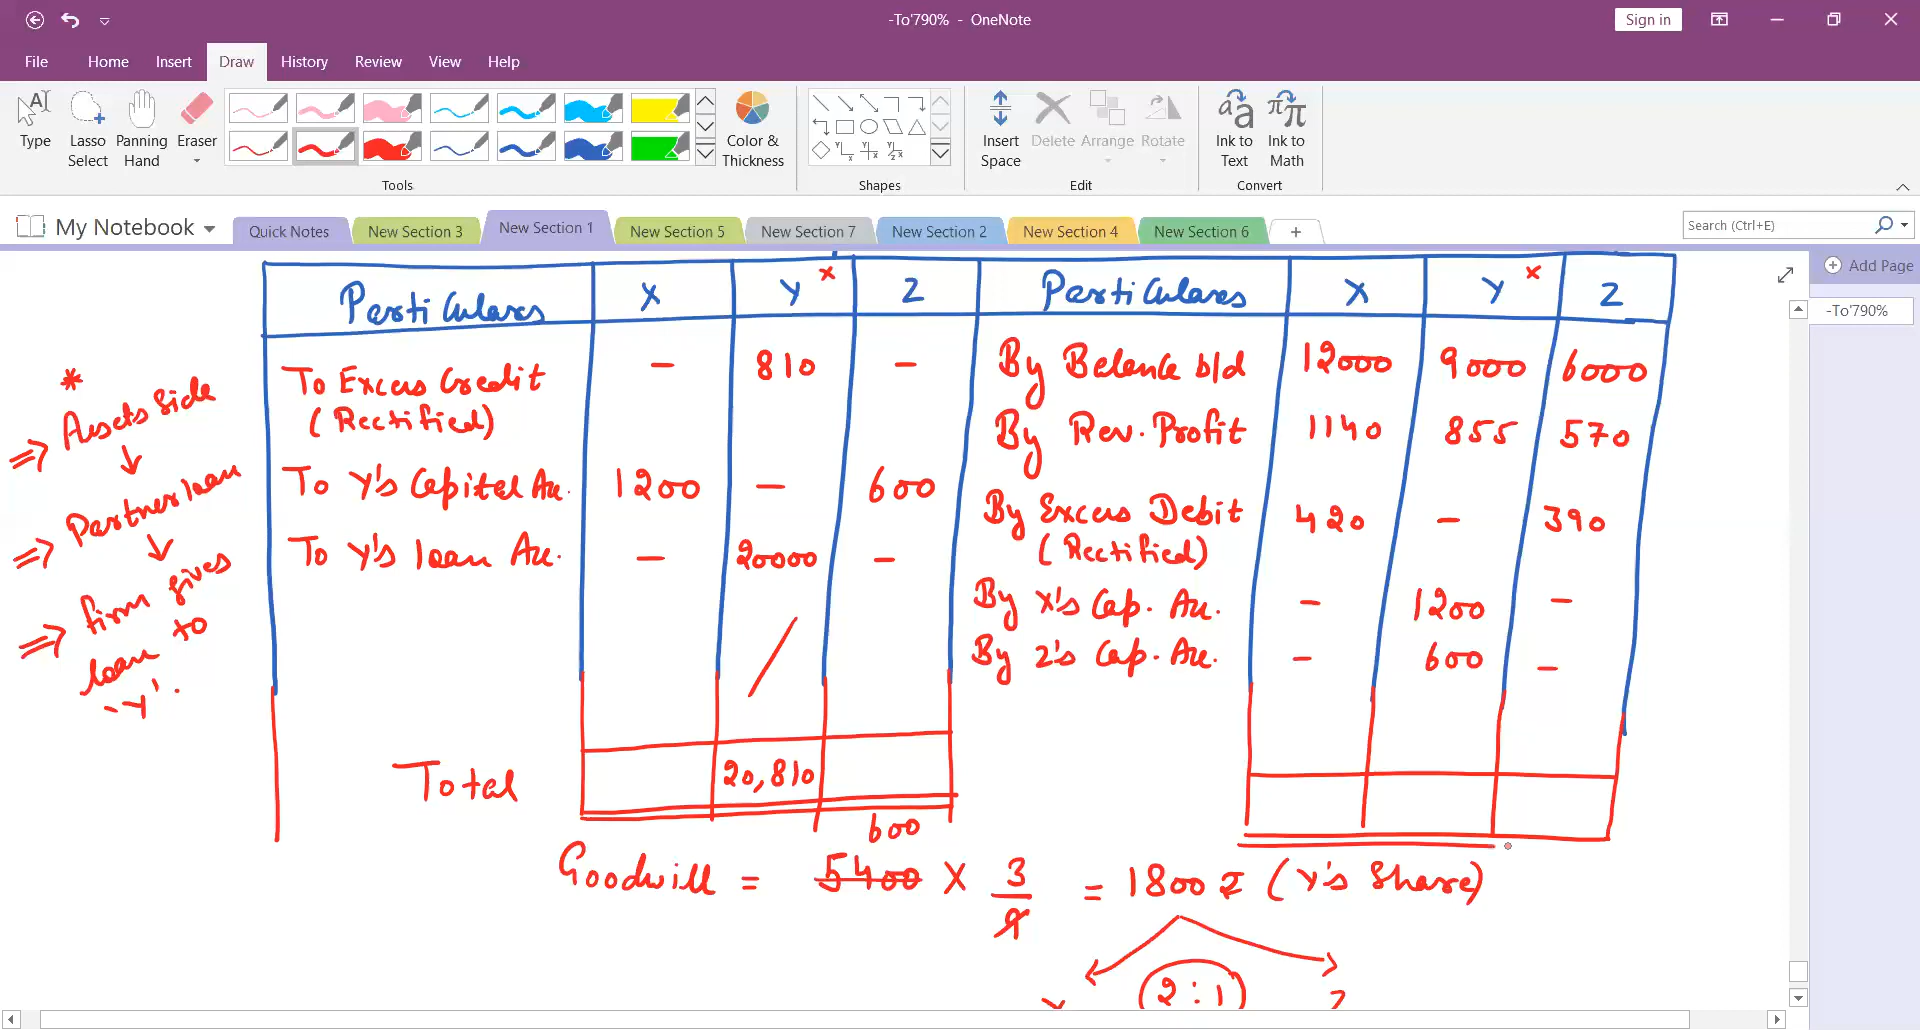 -To'790% - OneNote
Sign in
File Home Insert Draw History Review View Help
Type
Lasso Select
Panning Hand
Eraser
Color & Thickness
Insert Space
Delete
Arrange
Rotate
Ink to Text
Ink to Math
Tools Shapes Edit Convert
My Notebook
Quick Notes New Section 3 New Section 1 New Section 5 New Section 7 New Section 2 New Section 4 New Section 6 +
Search (Ctrl+E)
Add Page
-To'790%
Particulars X Y x Z Particulars X Y x Z
To Excess Credit (Rectified) - 810 -
To Y's Capital Ac. 1200 - 600
To Y's loan Ac. - 20000 -
Total 20,810
By Balance b/d 12000 9000 6000
By Rev. Profit 1140 855 570
By Excess Debit (Rectified) 420 - 390
By X's Cap. Ac. - 1200 -
By Z's Cap. Ac. - 600 -
*
⇒ Assets Side
↓
⇒ Partner loan
↓
⇒ firm gives
loan to
'Y'.
600
Goodwill = 5400 X 3/9 = 1800 (Y's Share)
2:1